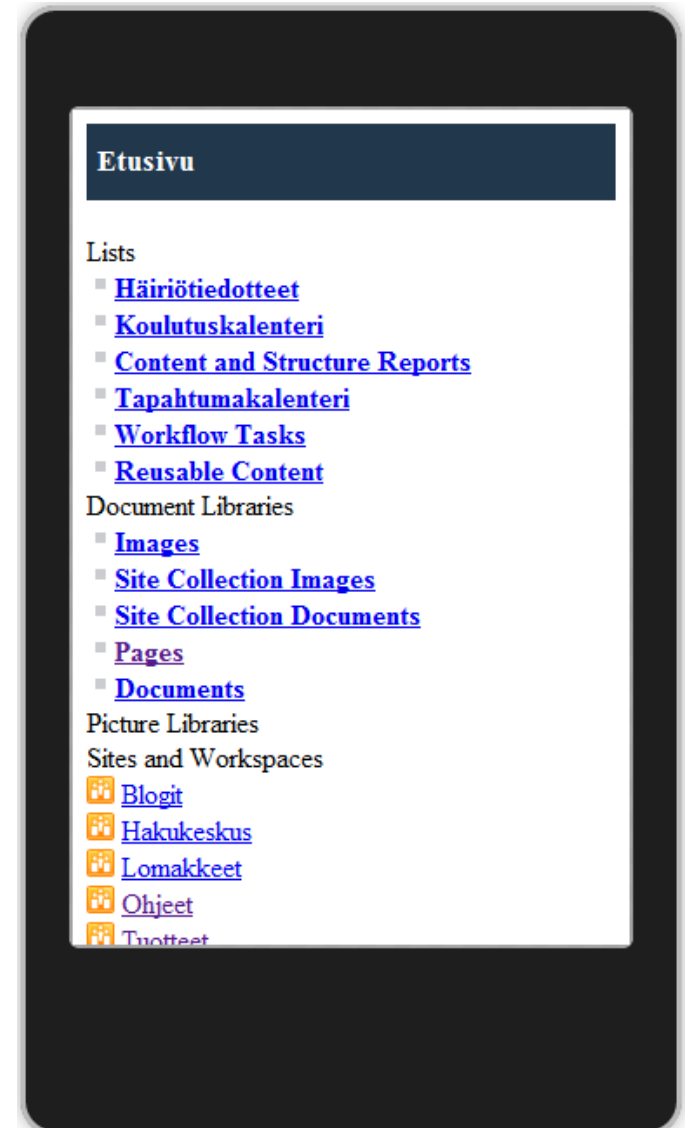 Etusivu
Lists
Häiriötiedotteet
Koulutuskalenteri
Content and Structure Reports
Tapahtumakalenteri
Workflow Tasks
Reusable Content
Document Libraries
Images
Site Collection Images
Site Collection Documents
Pages
Documents
Picture Libraries
Sites and Workspaces
Blogit
Hakukeskus
Lomakkeet
Ohjeet
Tuotteet